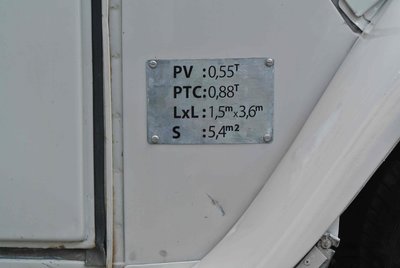 PV : 0,55T
PTC : 0,88T
LxL : 1,5m x 3,6m
S : 5,4m2